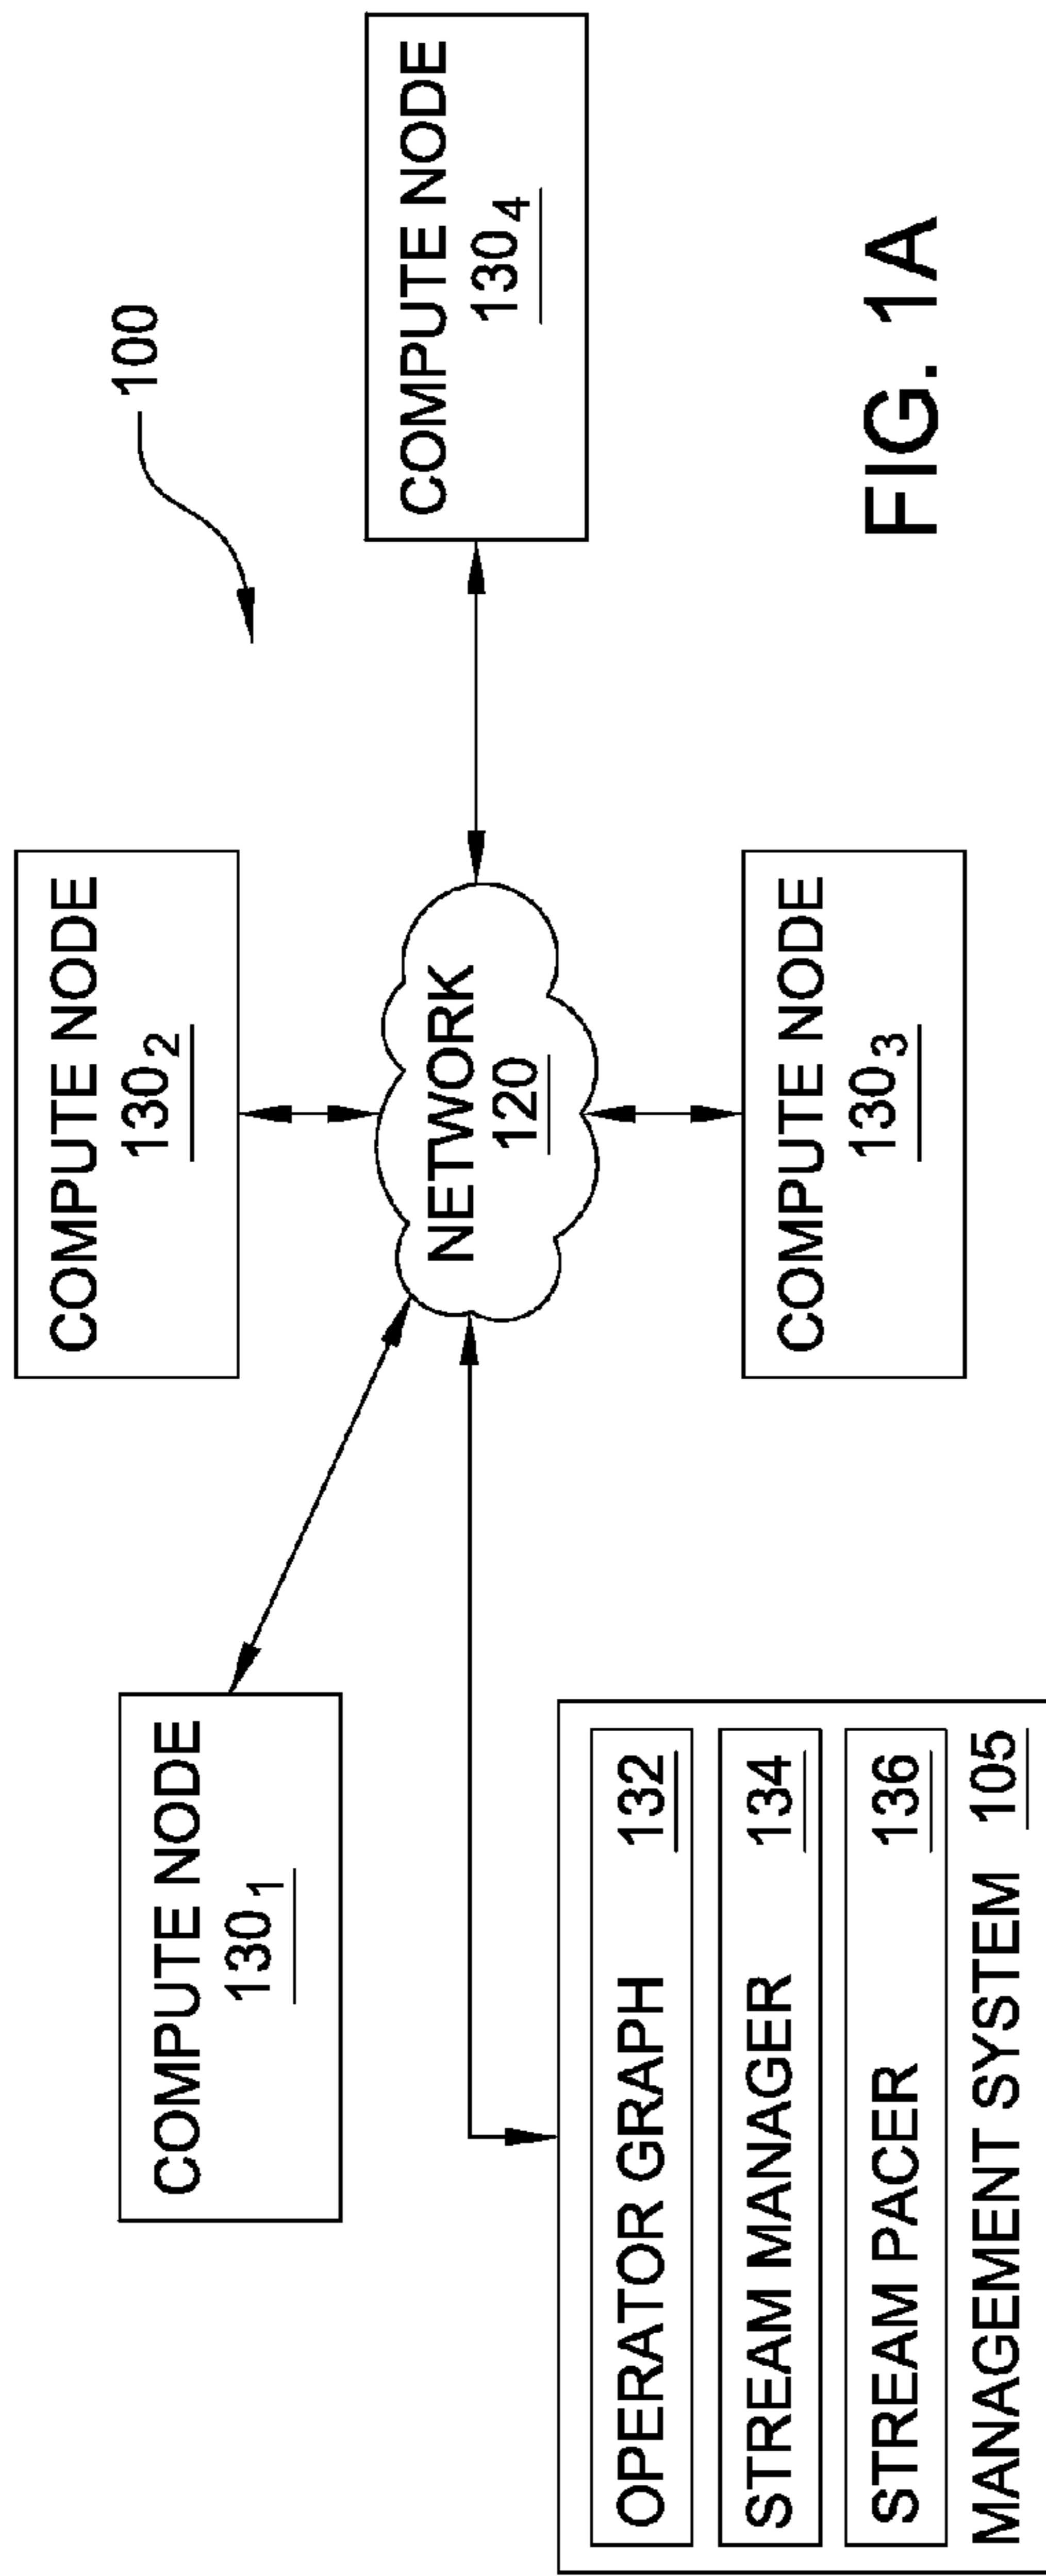 100
COMPUTE NODE
130₂
COMPUTE NODE
130₁
COMPUTE NODE
130₄
NETWORK
120
OPERATOR GRAPH 132
STREAM MANAGER 134
STREAM PACER 136
MANAGEMENT SYSTEM 105
COMPUTE NODE
130₃
FIG. 1A